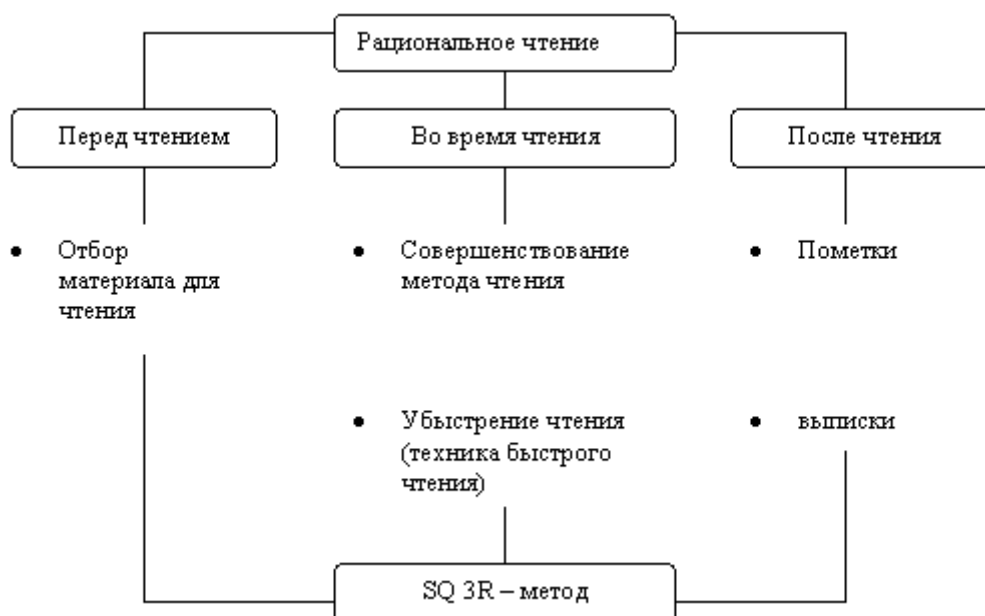 Рациональное чтение
Перед чтением
Во время чтения
После чтения
• Отбор
материала для
чтения
• Совершенствование
метода чтения
• Пометки
• Убыстрение чтения
(техника быстрого
чтения)
• выписки
SQ 3R – метод